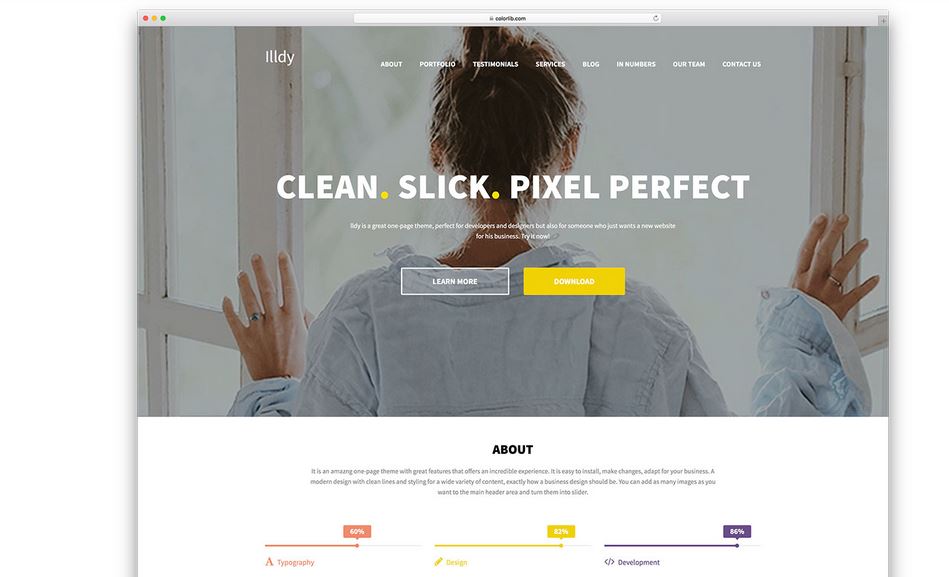 colorlib.com
Illdy
ABOUT PORTFOLIO TESTIMONIALS SERVICES BLOG IN NUMBERS OUR TEAM CONTACT US
CLEAN. SLICK. PIXEL PERFECT
lldy is a great one-page theme, perfect for developers and designers but also for someone who just wants a new website
for his business. Try it now!
LEARN MORE DOWNLOAD
ABOUT
It is an amazng one-page theme with great features that offers an incredible experience. It is easy to install, make changes, adapt for your business. A
modern design with clean lines and styling for a wide variety of content, exactly how a business design should be. You can add as many images as you
want to the main header area and turn them into slider.
60% 82% 86%
Typography Design Development